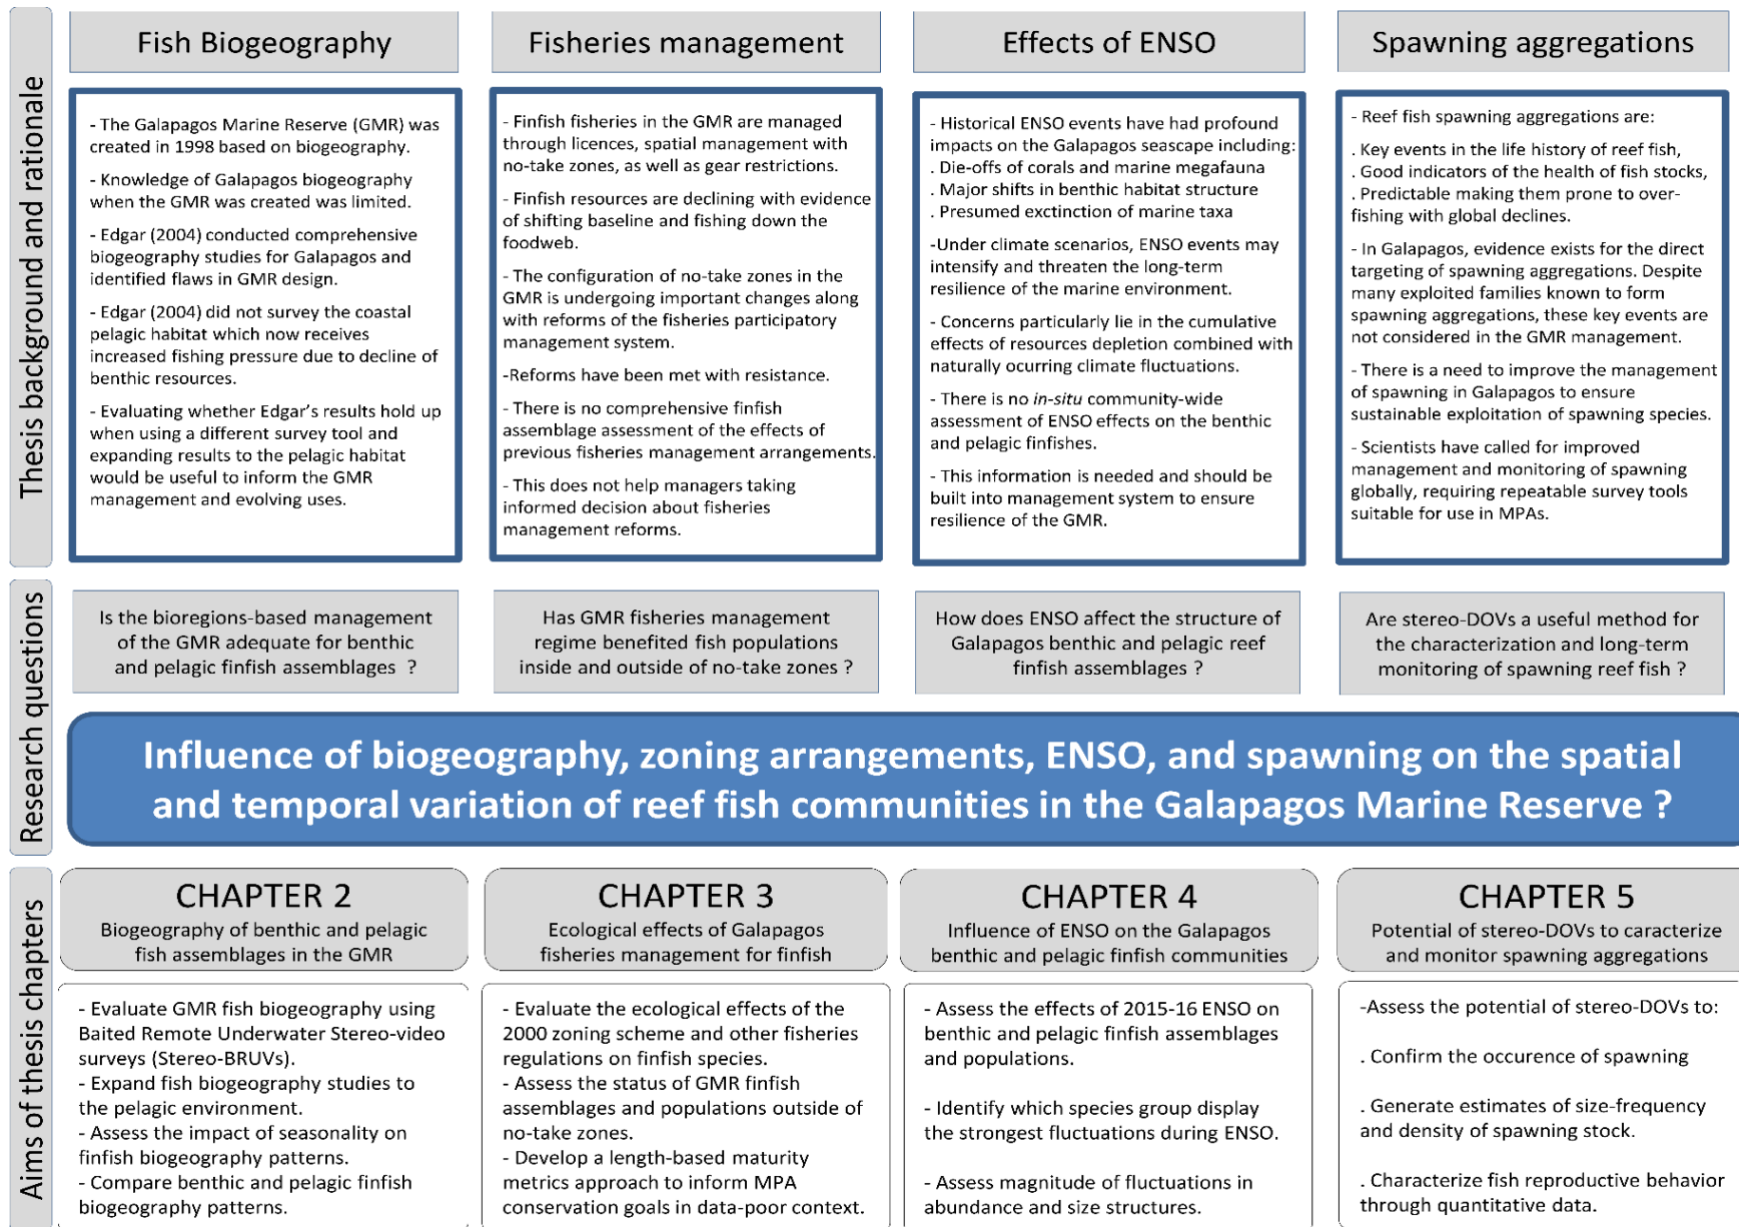 Thesis background and rationale
Fish Biogeography
- The Galapagos Marine Reserve (GMR) was
created in 1998 based on biogeography.
- Knowledge of Galapagos biogeography
when the GMR was created was limited.
- Edgar (2004) conducted comprehensive
biogeography studies for Galapagos and
identified flaws in GMR design.
- Edgar (2004) did not survey the coastal
pelagic habitat which now receives
increased fishing pressure due to decline of
benthic resources.
- Evaluating whether Edgar's results hold up
when using a different survey tool and
expanding results to the pelagic habitat
would be useful to inform the GMR
management and evolving uses.
Fisheries management
- Finfish fisheries in the GMR are managed
through licences, spatial management with
no-take zones, as well as gear restrictions.
- Finfish resources are declining with evidence
of shifting baseline and fishing down the
foodweb.
- The configuration of no-take zones in the
GMR is undergoing important changes along
with reforms of the fisheries participatory
management system.
-Reforms have been met with resistance.
- There is no comprehensive finfish
assemblage assessment of the effects of
previous fisheries management arrangements.
- This does not help managers taking
informed decision about fisheries
management reforms.
Effects of ENSO
- Historical ENSO events have had profound
impacts on the Galapagos seascape including:
. Die-offs of corals and marine megafauna
. Major shifts in benthic habitat structure
. Presumed exctinction of marine taxa
-Under climate scenarios, ENSO events may
intensify and threaten the long-term
resilience of the marine environment.
- Concerns particularly lie in the cumulative
effects of resources depletion combined with
naturally ocurring climate fluctuations.
- There is no in-situ community-wide
assessment of ENSO effects on the benthic
and pelagic finfishes.
- This information is needed and should be
built into management system to ensure
resilience of the GMR.
Spawning aggregations
- Reef fish spawning aggregations are:
. Key events in the life history of reef fish,
. Good indicators of the health of fish stocks,
. Predictable making them prone to over-
fishing with global declines.
- In Galapagos, evidence exists for the direct
targeting of spawning aggregations. Despite
many exploited families known to form
spawning aggregations, these key events are
not considered in the GMR management.
- There is a need to improve the management
of spawning in Galapagos to ensure
sustainable exploitation of spawning species.
- Scientists have called for improved
management and monitoring of spawning
globally, requiring repeatable survey tools
suitable for use in MPAs.
Research questions
Is the bioregions-based management
of the GMR adequate for benthic
and pelagic finfish assemblages ?
Has GMR fisheries management
regime benefited fish populations
inside and outside of no-take zones ?
How does ENSO affect the structure of
Galapagos benthic and pelagic reef
finfish assemblages ?
Are stereo-DOVs a useful method for
the characterization and long-term
monitoring of spawning reef fish ?
Influence of biogeography, zoning arrangements, ENSO, and spawning on the spatial
and temporal variation of reef fish communities in the Galapagos Marine Reserve ?
Aims of thesis chapters
CHAPTER 2
Biogeography of benthic and pelagic
fish assemblages in the GMR
- Evaluate GMR fish biogeography using
Baited Remote Underwater Stereo-video
surveys (Stereo-BRUVs).
- Expand fish biogeography studies to
the pelagic environment.
- Assess the impact of seasonality on
finfish biogeography patterns.
- Compare benthic and pelagic finfish
biogeography patterns.
CHAPTER 3
Ecological effects of Galapagos
fisheries management for finfish
- Evaluate the ecological effects of the
2000 zoning scheme and other fisheries
regulations on finfish species.
- Assess the status of GMR finfish
assemblages and populations outside of
no-take zones.
- Develop a length-based maturity
metrics approach to inform MPA
conservation goals in data-poor context.
CHAPTER 4
Influence of ENSO on the Galapagos
benthic and pelagic finfish communities
- Assess the effects of 2015-16 ENSO on
benthic and pelagic finfish assemblages
and populations.
- Identify which species group display
the strongest fluctuations during ENSO.
- Assess magnitude of fluctuations in
abundance and size structures.
CHAPTER 5
Potential of stereo-DOVs to caracterize
and monitor spawning aggregations
-Assess the potential of stereo-DOVs to:
. Confirm the occurence of spawning
. Generate estimates of size-frequency
and density of spawning stock.
. Characterize fish reproductive behavior
through quantitative data.